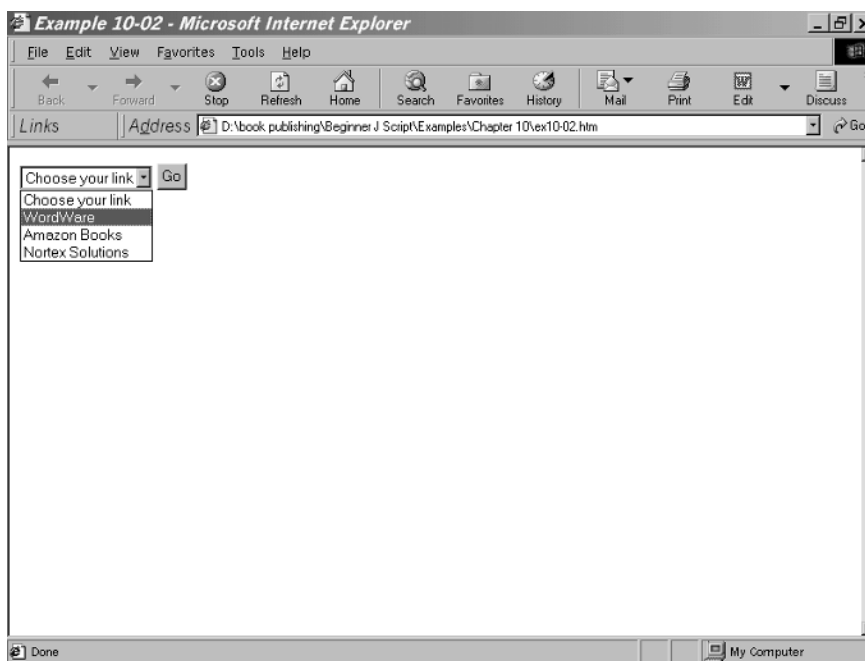 Example 10-02 - Microsoft Internet Explorer
File Edit View Favorites Tools Help
Back Forward Stop Refresh Home Search Favorites History Mail Print Edit Discuss
Links Address D:\book publishing\Beginner J Script\Examples\Chapter 10\ex10-02.htm Go
Choose your link Go
Choose your link
WordWare
Amazon Books
Nortex Solutions
Done My Computer